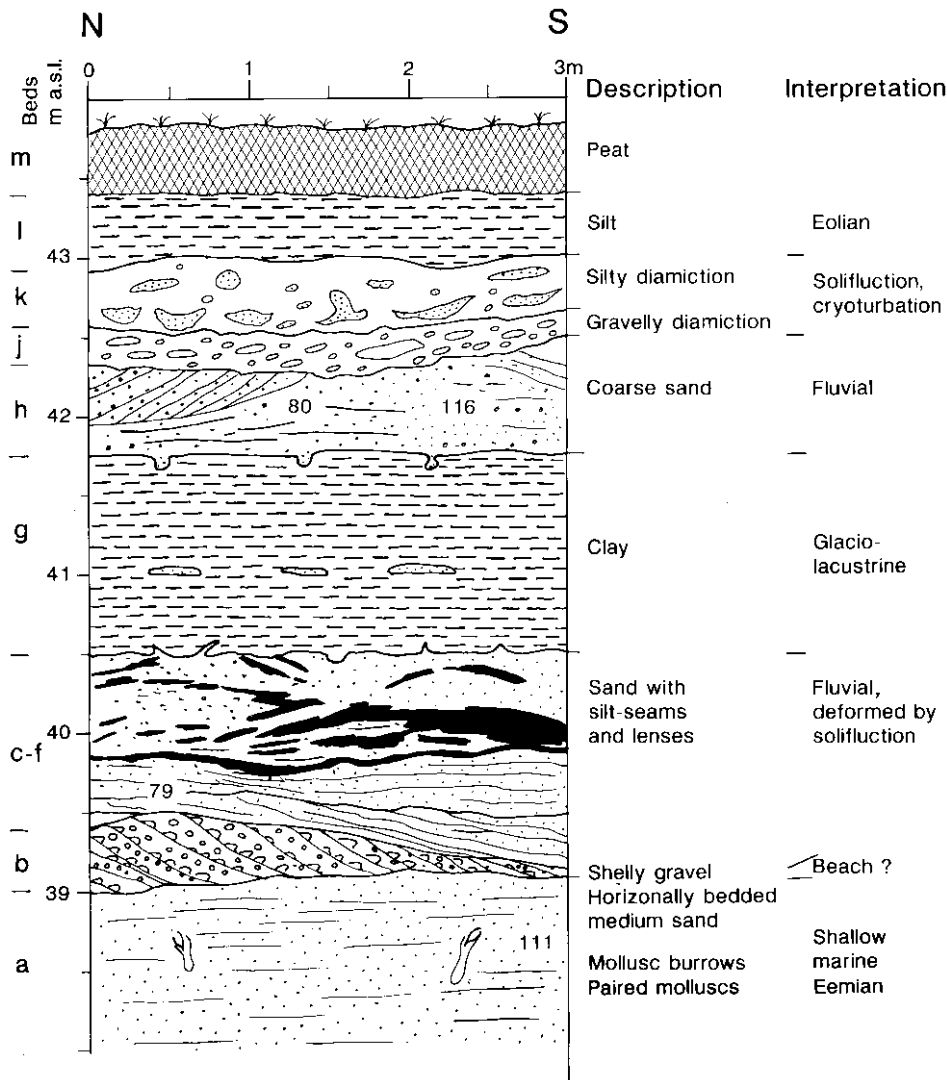 N S
0 1 2 3m
Beds
m a.s.l.
Description Interpretation
m Peat
l Silt Eolian
43
k Silty diamiction Solifluction,
cryoturbation
j Gravelly diamiction
h Coarse sand Fluvial
42 80 116
g Clay Glacio-
lacustrine
41
Sand with Fluvial,
silt-seams deformed by
and lenses solifluction
40
c-f
79
b
Shelly gravel Beach ?
39 Horizonally bedded
medium sand
a 111 Shallow
Mollusc burrows marine
Paired molluscs Eemian